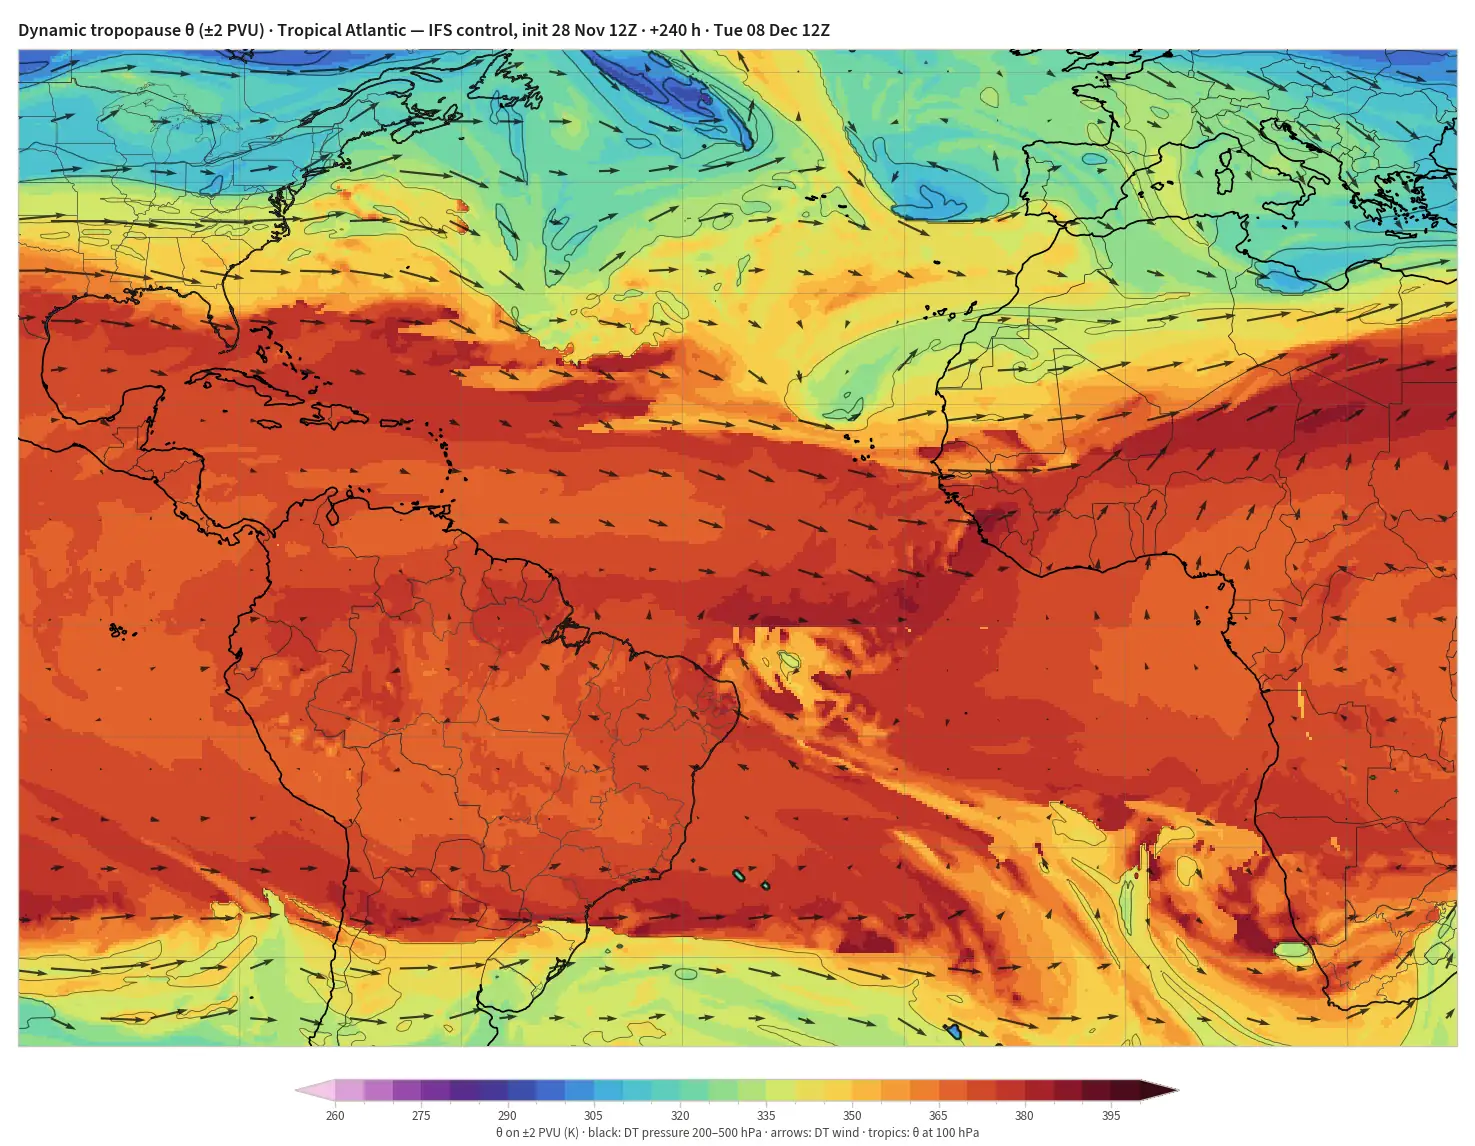 Dynamic tropopause θ (±2 PVU) · Tropical Atlantic — IFS control, init 28 Nov 12Z · +240 h · Tue 08 Dec 12Z
260 275 290 305 320 335 350 365 380 395
θ on ±2 PVU (K) · black: DT pressure 200–500 hPa · arrows: DT wind · tropics: θ at 100 hPa